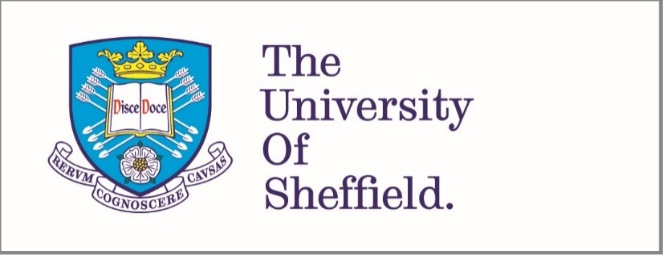 Disce Doce
RERVM
COGNOSCERE
CAVSAS
The
University
Of
Sheffield.